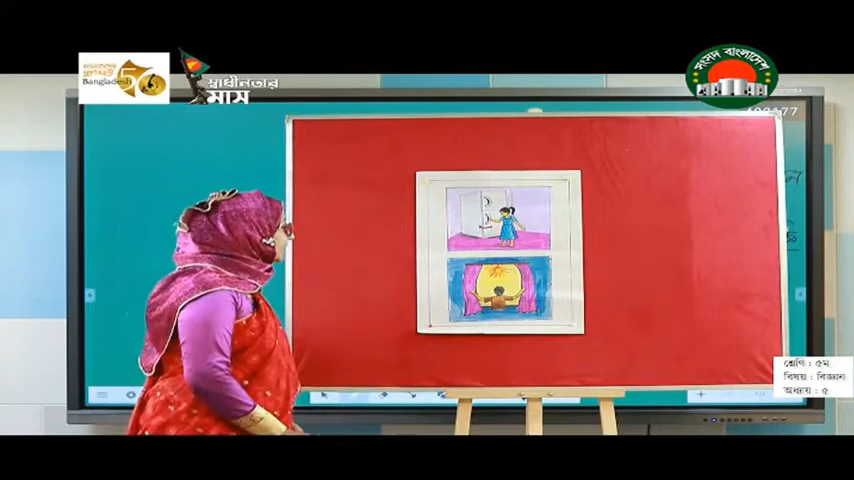 Bangladesh 50
স্বাধীনতার
মাস
সংসদ বাংলাদেশ
শ্রেণি : ৫ম
বিষয় : বিজ্ঞান
অধ্যায় : ৫